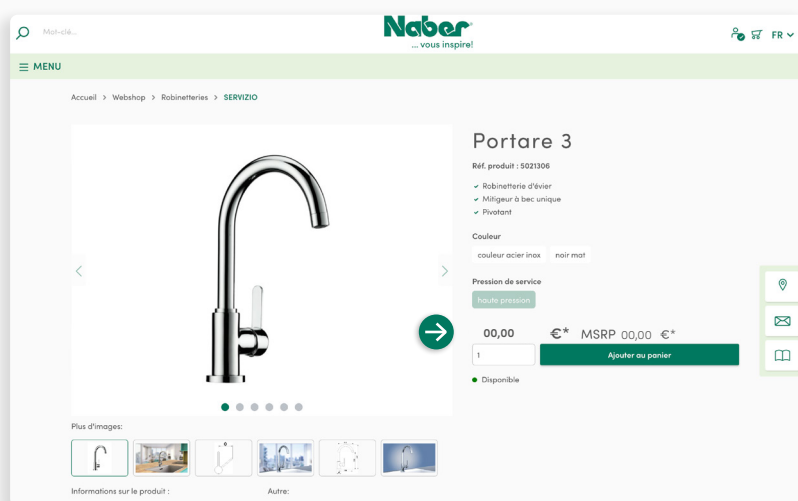 Mot-clé...
Naber®
... vous inspire!
FR
MENU
Accueil > Webshop > Robinetteries > SERVIZIO
Portare 3
Réf. produit : 5021306
Robinetterie d'évier
Mitigeur à bec unique
Pivotant
Couleur
couleur acier inox noir mat
Pression de service
haute pression
00,00 €* MSRP 00,00 €*
1 Ajouter au panier
Disponible
Plus d'images:
Informations sur le produit : Autre: